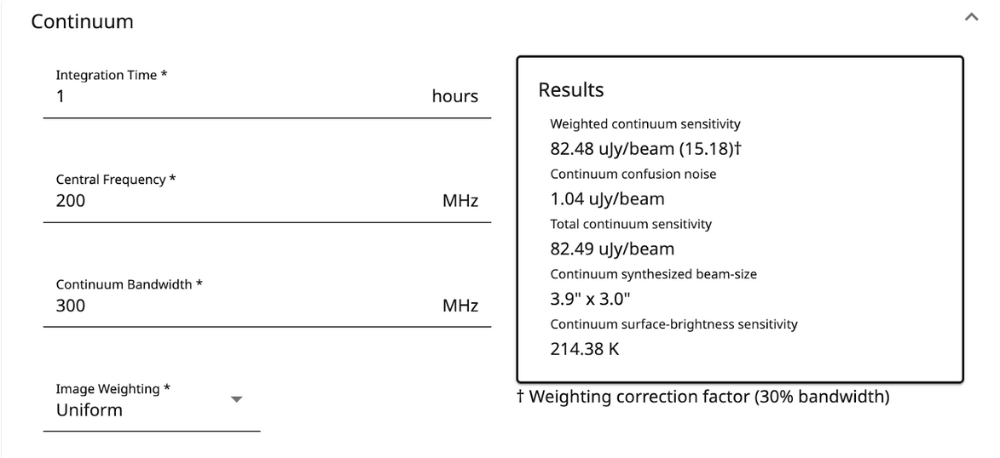 Continuum
Integration Time *
1 hours
Central Frequency *
200 MHz
Continuum Bandwidth *
300 MHz
Image Weighting *
Uniform
Results
Weighted continuum sensitivity
82.48 uJy/beam (15.18)†
Continuum confusion noise
1.04 uJy/beam
Total continuum sensitivity
82.49 uJy/beam
Continuum synthesized beam-size
3.9" x 3.0"
Continuum surface-brightness sensitivity
214.38 K
† Weighting correction factor (30% bandwidth)